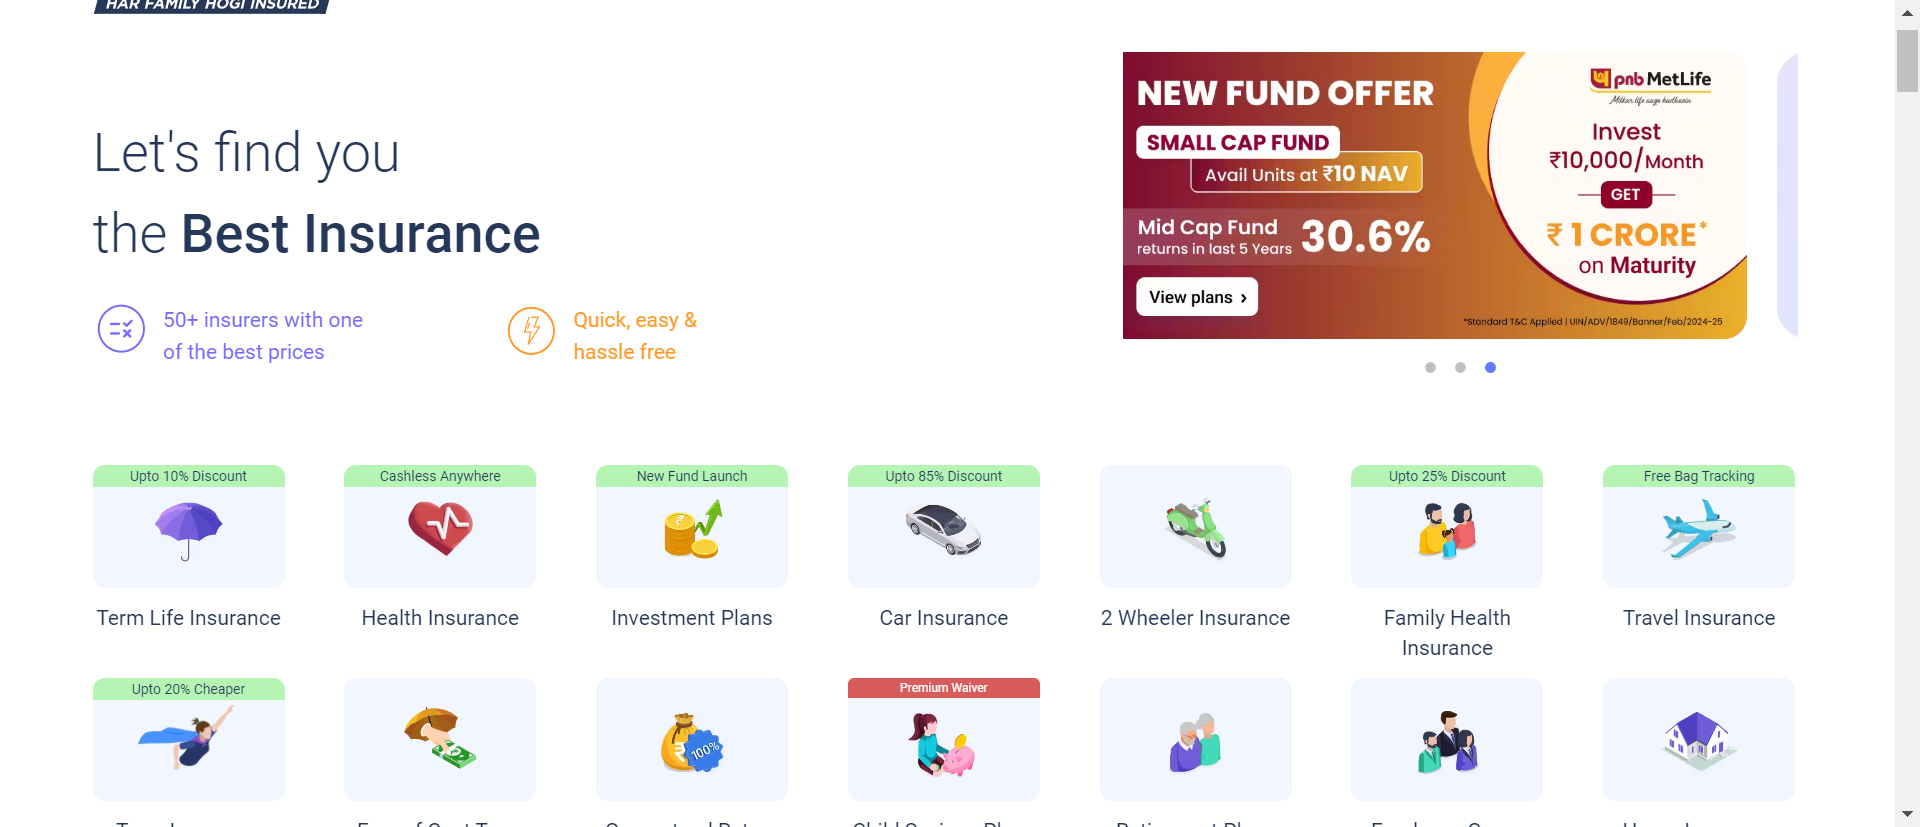 HAR FAMILY HOGI INSURED
Let's find you
the Best Insurance
50+ insurers with one
of the best prices
Quick, easy &
hassle free
NEW FUND OFFER
SMALL CAP FUND
Avail Units at ₹10 NAV
Mid Cap Fund
returns in last 5 Years 30.6%
View plans ›
pnb MetLife
Milkar life aage badhaein
Invest
₹10,000/Month
GET
₹ 1 CRORE*
on Maturity
*Standard T&C Applied | UIN/ADV/1849/Banner/Feb/2024-25
Upto 10% Discount
Term Life Insurance
Cashless Anywhere
Health Insurance
New Fund Launch
Investment Plans
Upto 85% Discount
Car Insurance
2 Wheeler Insurance
Upto 25% Discount
Family Health
Insurance
Free Bag Tracking
Travel Insurance
Upto 20% Cheaper
₹ 100%
Premium Waiver